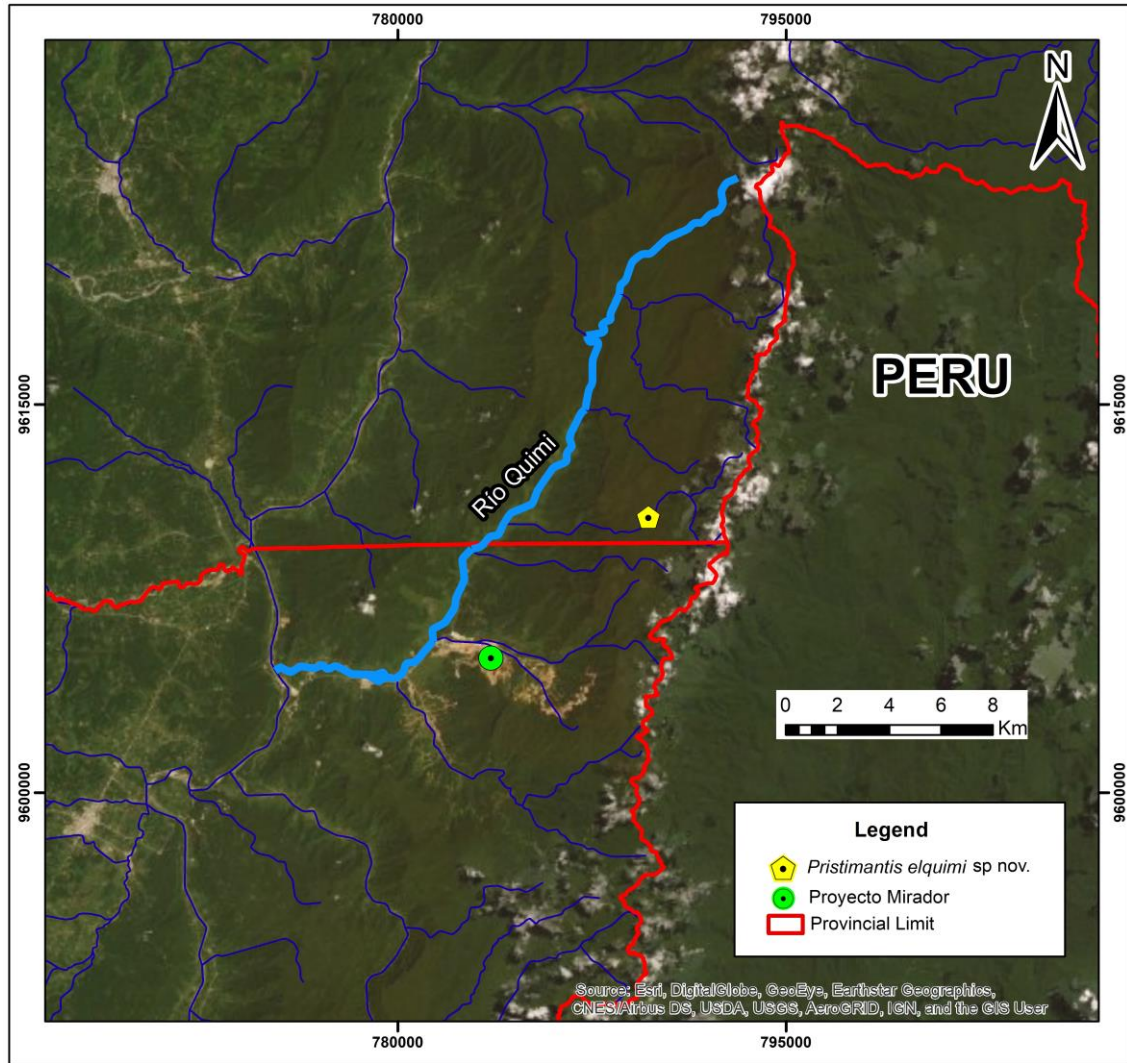 780000
795000
N
PERU
9615000
9615000
Río Quimi
0 2 4 6 8
Km
9600000
9600000
Legend
Pristimantis elquimi sp nov.
Proyecto Mirador
Provincial Limit
Source: Esri, DigitalGlobe, GeoEye, Earthstar Geographics,
CNES/Airbus DS, USDA, USGS, AeroGRID, IGN, and the GIS User
780000
795000